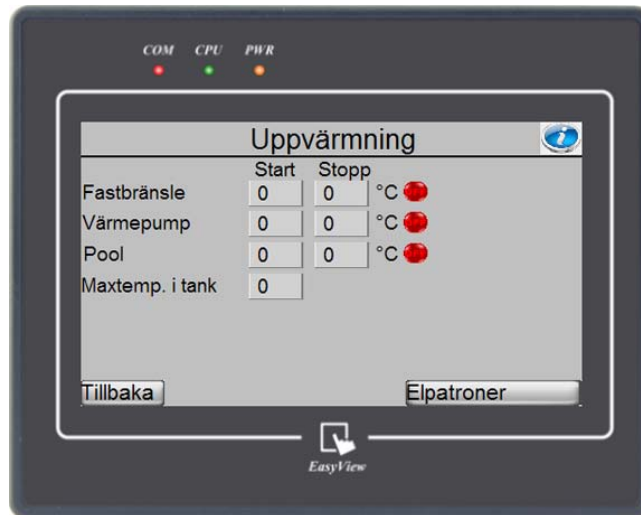 COM CPU PWR
Uppvärmning
Start Stopp
Fastbränsle 0 0 °C
Värmepump 0 0 °C
Pool 0 0 °C
Maxtemp. i tank 0
Tillbaka Elpatroner
EasyView